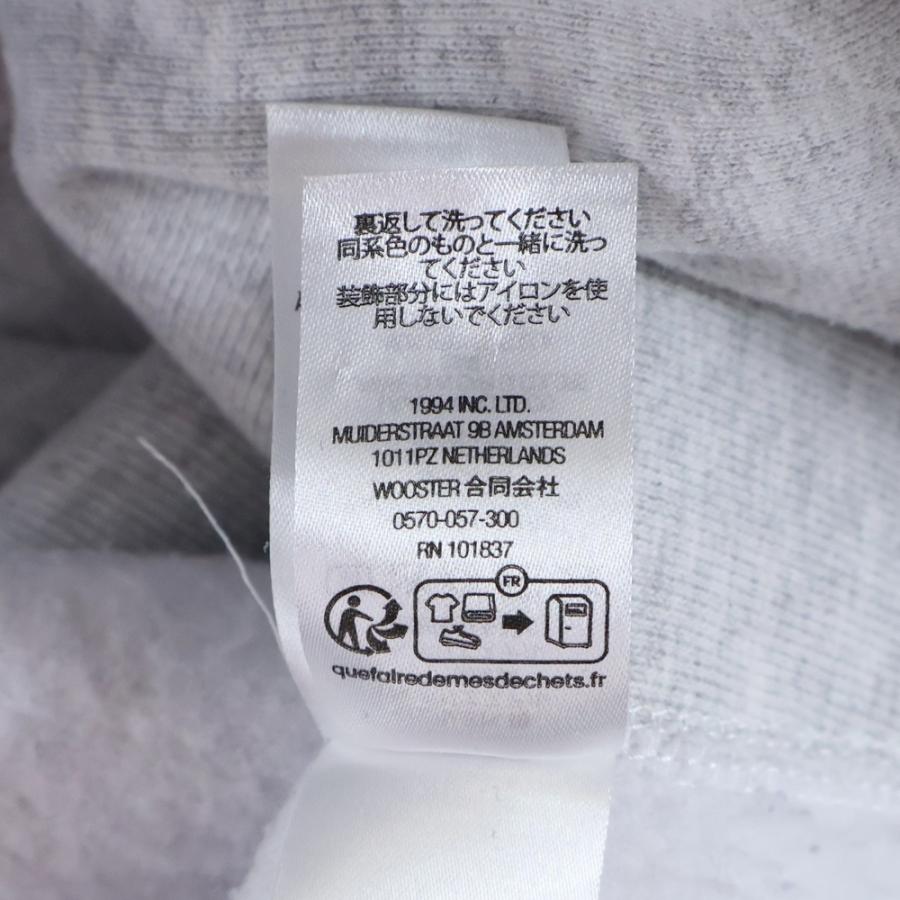 裏返して洗ってください
同系色のものと一緒に洗っ
てください
装飾部分にはアイロンを使
用しないでください
1994 INC. LTD.
MUIDERSTRAAT 9B AMSTERDAM
1011PZ NETHERLANDS
WOOSTER 合同会社
0570-057-300
RN 101837
FR
quefairedemesdechets.fr